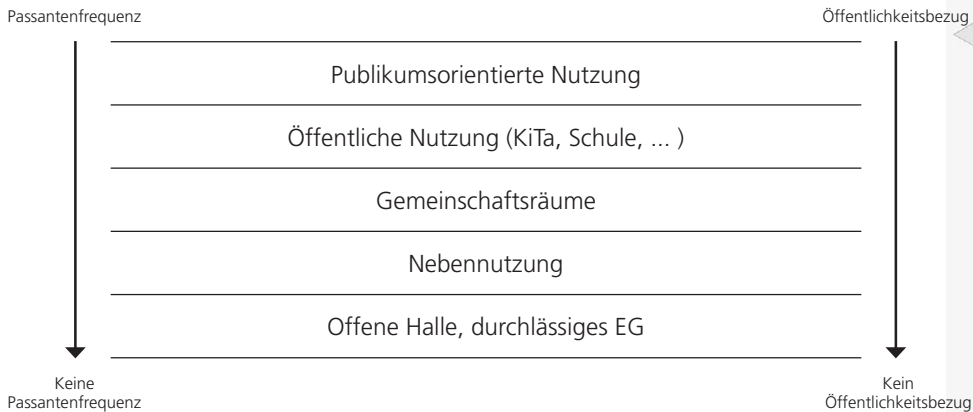 Passantenfrequenz
Öffentlichkeitsbezug
Publikumsorientierte Nutzung
Öffentliche Nutzung (KiTa, Schule, ... )
Gemeinschaftsräume
Nebennutzung
Offene Halle, durchlässiges EG
Keine
Passantenfrequenz
Kein
Öffentlichkeitsbezug